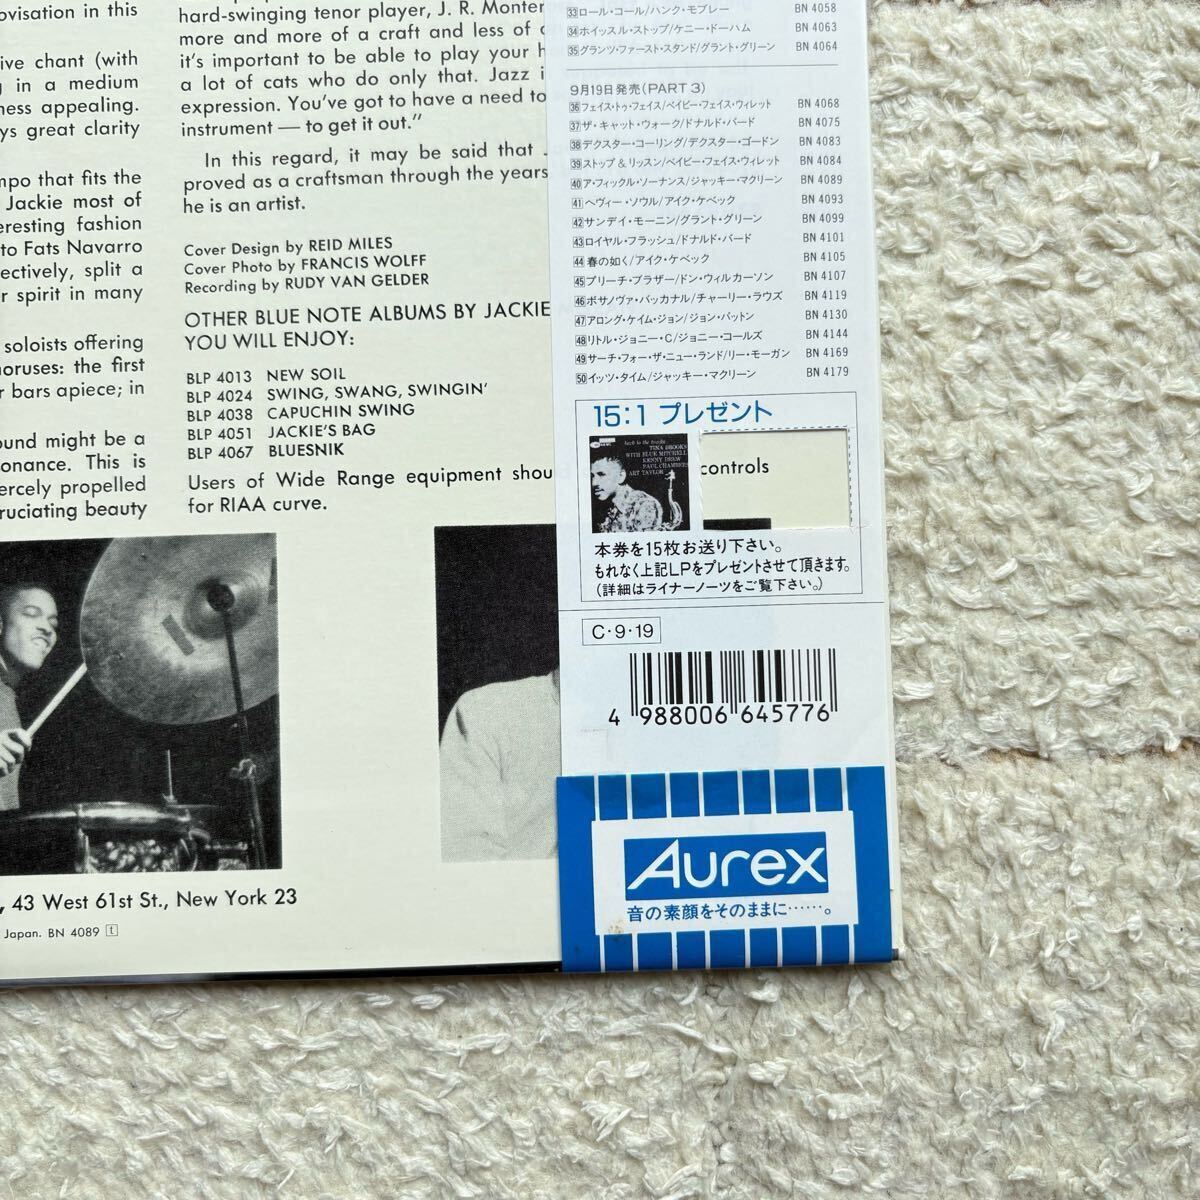 ovisation in this
ive chant (with
g in a medium
ness appealing.
ys great clarity
mpo that fits the
Jackie most of
eresting fashion
to Fats Navarro
ectively, split a
r spirit in many
soloists offering
horuses: the first
r bars apiece; in
ound might be a
onance. This is
ercely propelled
cruciating beauty
hard-swinging tenor player, J. R. Monter
more and more of a craft and less of
it's important to be able to play your h
a lot of cats who do only that. Jazz i
expression. You've got to have a need to
instrument — to get it out."
In this regard, it may be said that J
proved as a craftsman through the years
he is an artist.
Cover Design by REID MILES
Cover Photo by FRANCIS WOLFF
Recording by RUDY VAN GELDER
OTHER BLUE NOTE ALBUMS BY JACKIE
YOU WILL ENJOY:
BLP 4013 NEW SOIL
BLP 4024 SWING, SWANG, SWINGIN'
BLP 4038 CAPUCHIN SWING
BLP 4051 JACKIE'S BAG
BLP 4067 BLUESNIK
Users of Wide Range equipment shou
for RIAA curve.
controls
, 43 West 61st St., New York 23
Japan. BN 4089 t
33 ロール・コール/ハンク・モブレー BN 4058
34 ホイッスル・ストップ/ケニー・ドーハム BN 4063
35 グランツ・ファースト・スタンド/グラント・グリーン BN 4064
9月19日発売(PART 3)
36 フェイス・トゥ・フェイス/ベイビー・フェイス・ウィレット BN 4068
37 ザ・キャット・ウォーク/ドナルド・バード BN 4075
38 デクスター・コーリング/デクスター・ゴードン BN 4083
39 ストップ&リッスン/ベイビー・フェイス・ウィレット BN 4084
40 ア・フィックル・ソーナンス/ジャッキー・マクリーン BN 4089
41 ヘヴィー・ソウル/アイク・ケベック BN 4093
42 サンデイ・モーニン/グラント・グリーン BN 4099
43 ロイヤル・フラッシュ/ドナルド・バード BN 4101
44 春の如く/アイク・ケベック BN 4105
45 プリーチ・ブラザー/ドン・ウィルカーソン BN 4107
46 ボサノヴァ・バッカナル/チャーリー・ラウズ BN 4119
47 アロング・ケイム・ジョン/ジョン・パットン BN 4130
48 リトル・ジョニー・C/ジョニー・コールズ BN 4144
49 サーチ・フォー・ザ・ニュー・ランド/リー・モーガン BN 4169
50 イッツ・タイム/ジャッキー・マクリーン BN 4179
15:1 プレゼント
back to the tracks
TINA BROOKS
WITH BLUE MITCHELL
KENNY DREW
PAUL CHAMBERS
ART TAYLOR
本券を15枚お送り下さい。
もれなく上記LPをプレゼントさせて頂きます。
(詳細はライナーノーツをご覧下さい。)
C・9・19
4 988006 645776
Aurex
音の素顔をそのままに……。